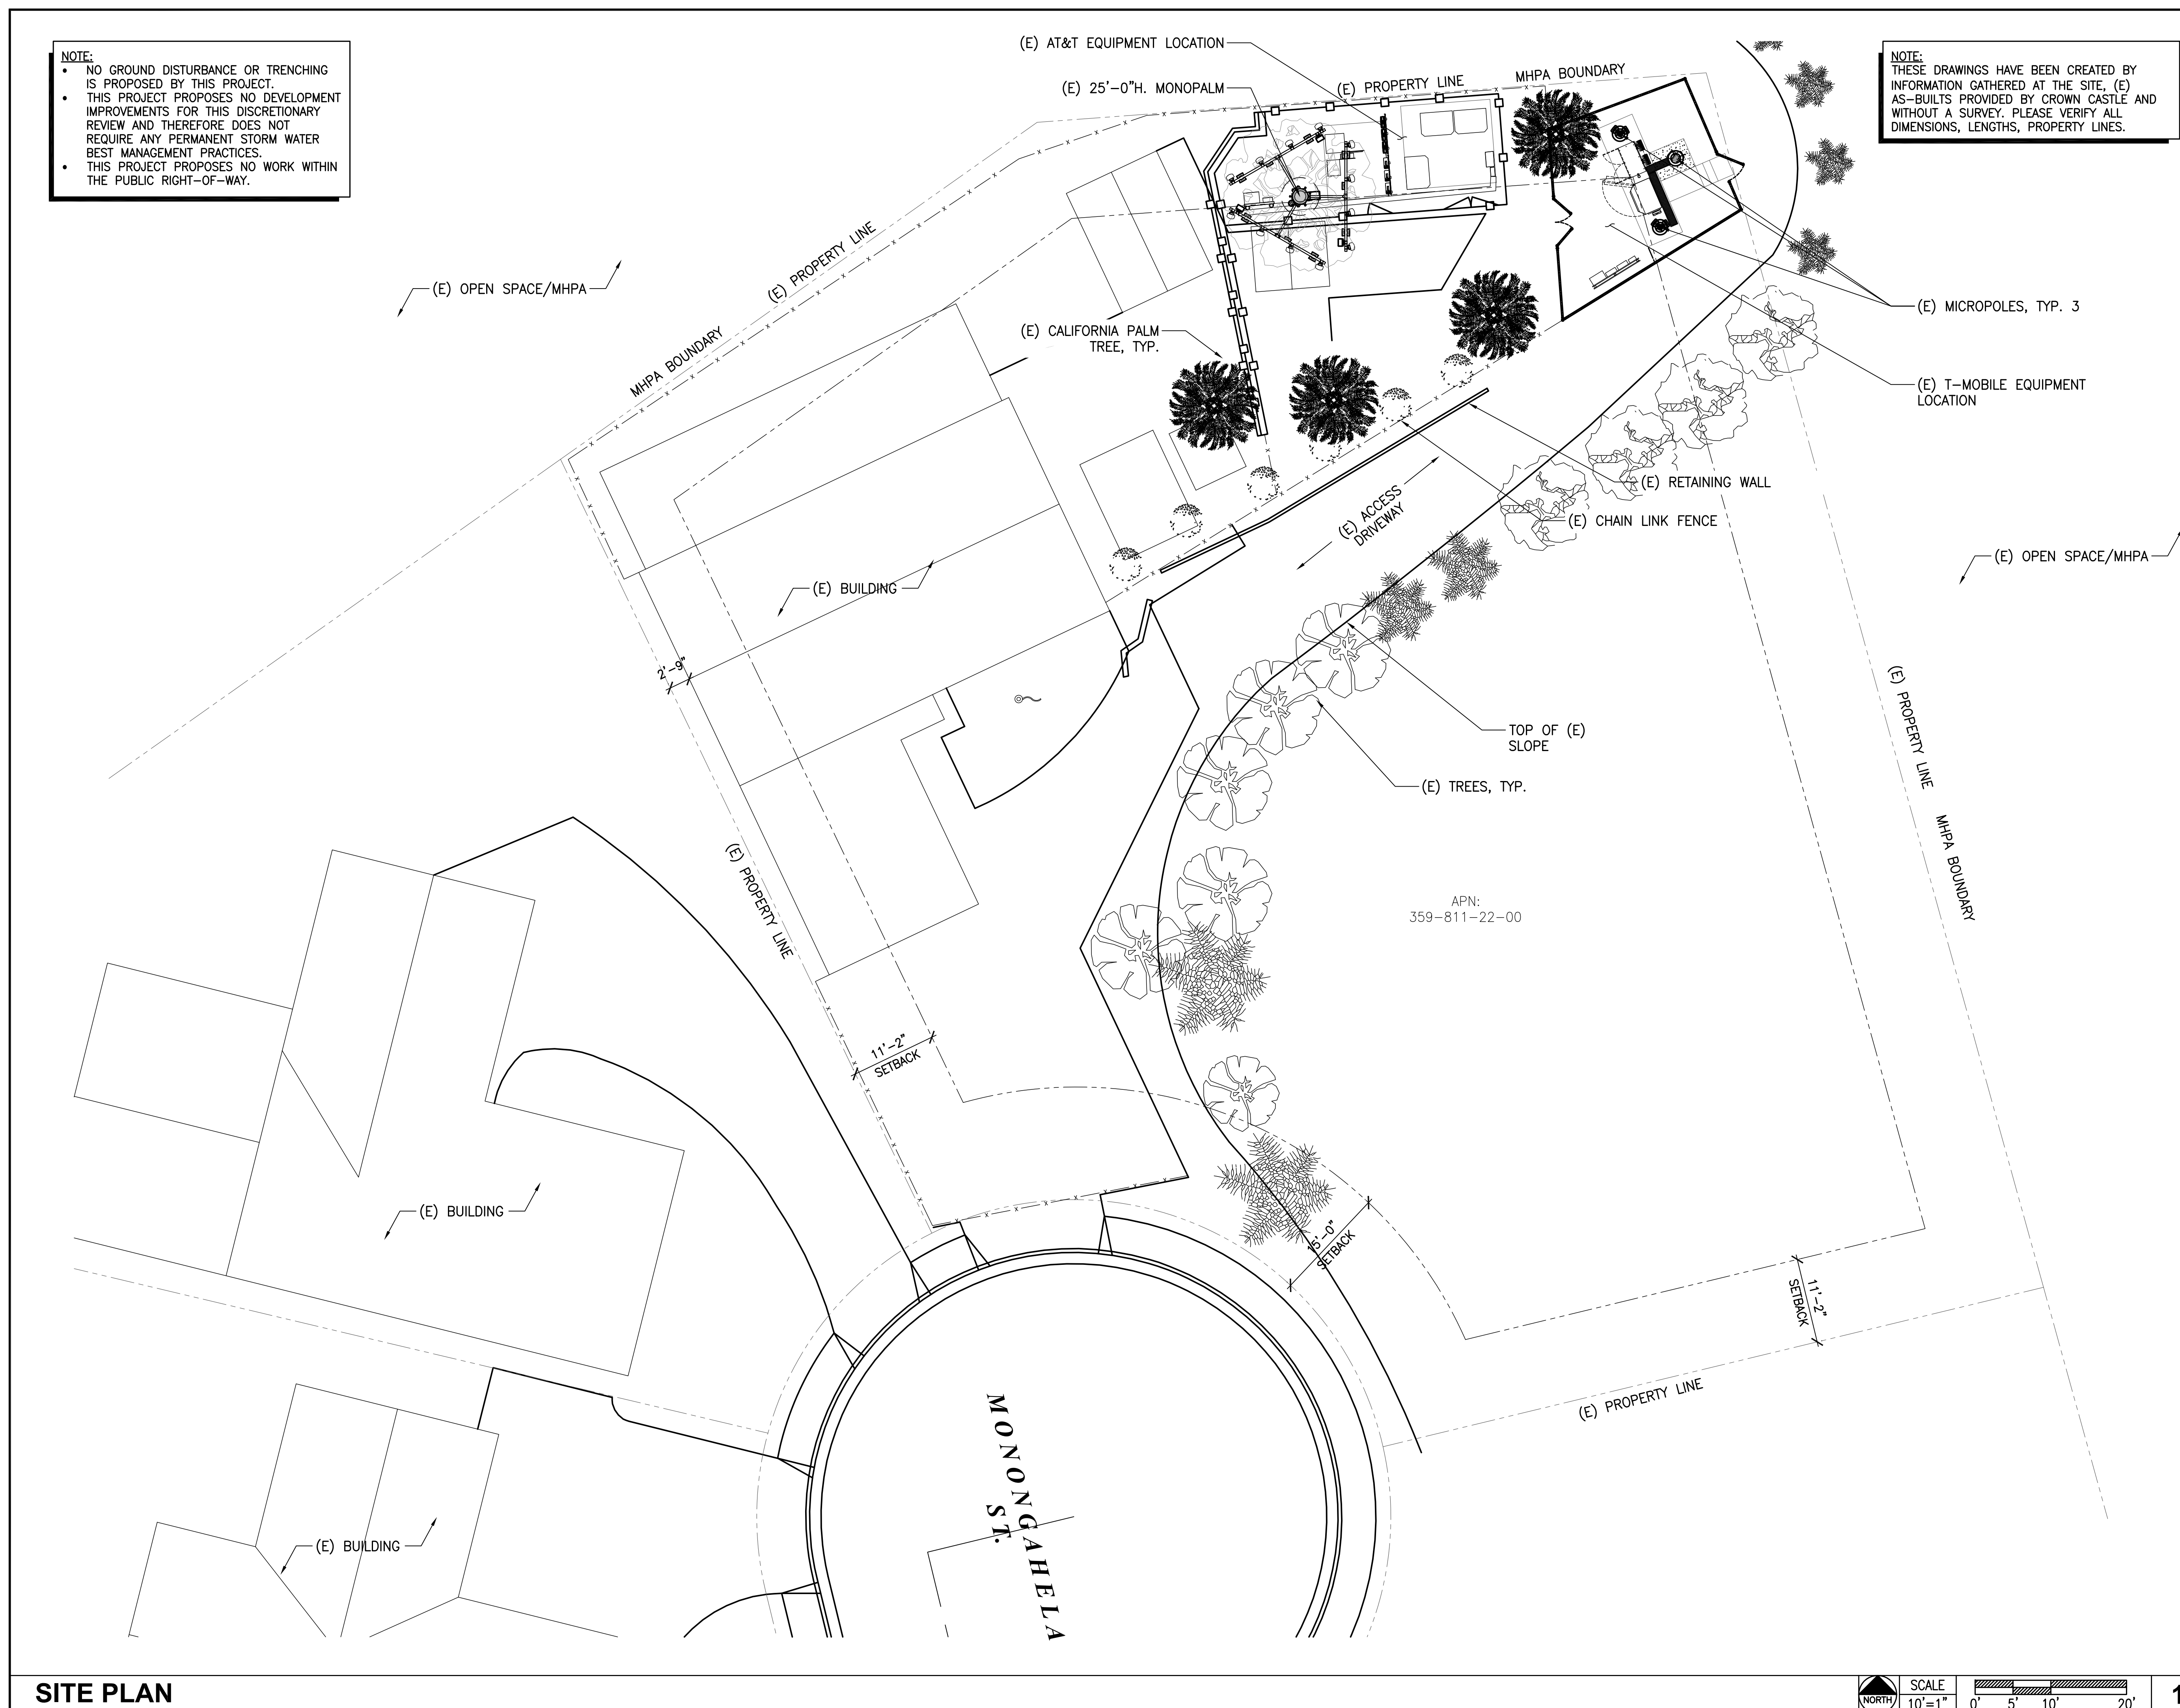 NOTE:
• NO GROUND DISTURBANCE OR TRENCHING
IS PROPOSED BY THIS PROJECT.
• THIS PROJECT PROPOSES NO DEVELOPMENT
IMPROVEMENTS FOR THIS DISCRETIONARY
REVIEW AND THEREFORE DOES NOT
REQUIRE ANY PERMANENT STORM WATER
BEST MANAGEMENT PRACTICES.
• THIS PROJECT PROPOSES NO WORK WITHIN
THE PUBLIC RIGHT-OF-WAY.
(E) AT&T EQUIPMENT LOCATION
(E) 25'-0"H. MONOPALM
(E) PROPERTY LINE
MHPA BOUNDARY
NOTE:
THESE DRAWINGS HAVE BEEN CREATED BY
INFORMATION GATHERED AT THE SITE, (E)
AS-BUILTS PROVIDED BY CROWN CASTLE AND
WITHOUT A SURVEY. PLEASE VERIFY ALL
DIMENSIONS, LENGTHS, PROPERTY LINES.
(E) OPEN SPACE/MHPA
(E) PROPERTY LINE
MHPA BOUNDARY
(E) CALIFORNIA PALM
TREE, TYP.
(E) MICROPOLES, TYP. 3
(E) T-MOBILE EQUIPMENT
LOCATION
(E) RETAINING WALL
(E) CHAIN LINK FENCE
(E) ACCESS
DRIVEWAY
(E) OPEN SPACE/MHPA
(E) BUILDING
2'-9"
(E) PROPERTY LINE
MHPA BOUNDARY
TOP OF (E)
SLOPE
(E) TREES, TYP.
(E) PROPERTY LINE
APN:
359-811-22-00
11'-2"
SETBACK
(E) BUILDING
15'-0"
SETBACK
11'-2"
SETBACK
(E) PROPERTY LINE
MONONGAHELA
ST.
(E) BUILDING
SITE PLAN
NORTH
SCALE
10'=1"
0' 5' 10' 20'